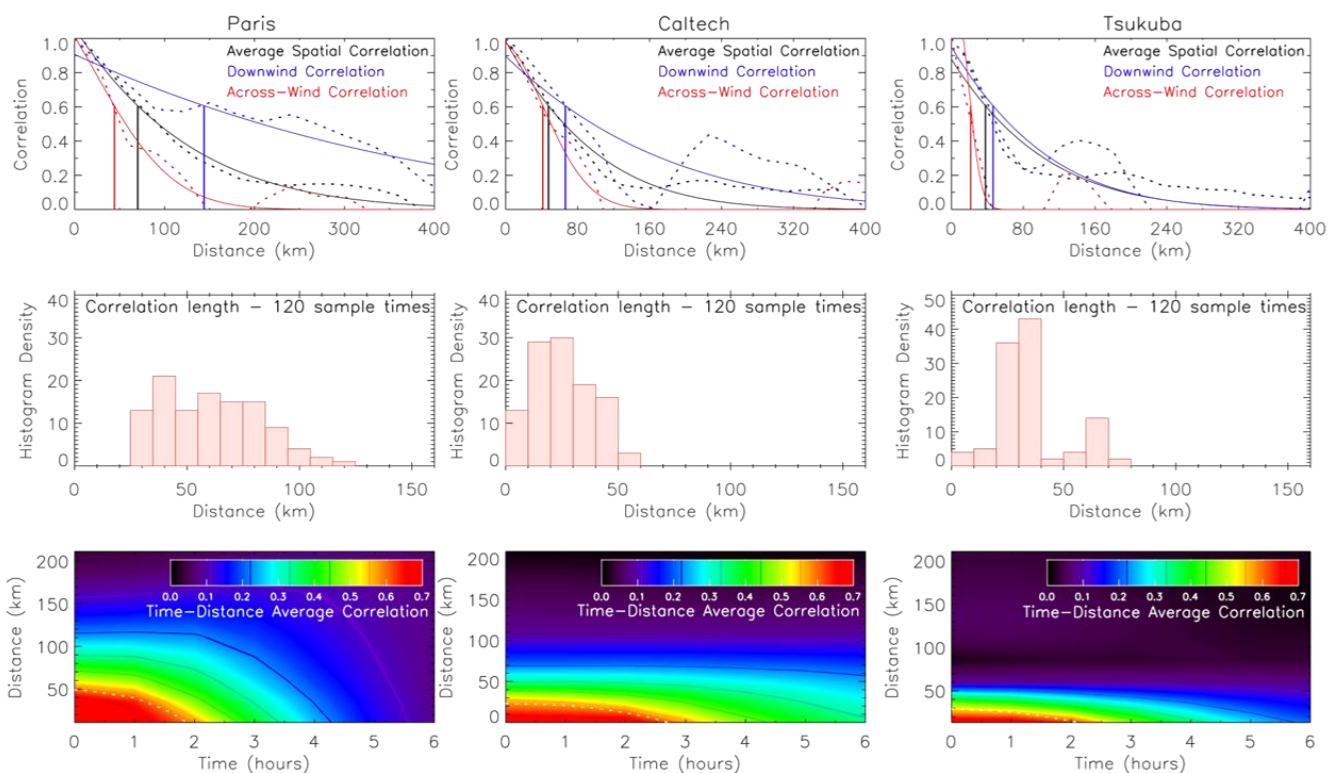 Paris
Caltech
Tsukuba
1.0
0.8
0.6
0.4
0.2
0.0
Correlation
Average Spatial Correlation
Downwind Correlation
Across-Wind Correlation
0 100 200 300 400
Distance (km)
1.0
0.8
0.6
0.4
0.2
0.0
Correlation
Average Spatial Correlation
Downwind Correlation
Across-Wind Correlation
0 80 160 240 320 400
Distance (km)
1.0
0.8
0.6
0.4
0.2
0.0
Correlation
Average Spatial Correlation
Downwind Correlation
Across-Wind Correlation
0 80 160 240 320 400
Distance (km)
40
30
20
10
0
Histogram Density
Correlation length - 120 sample times
0 50 100 150
Distance (km)
40
30
20
10
0
Histogram Density
Correlation length - 120 sample times
0 50 100 150
Distance (km)
50
40
30
20
10
0
Histogram Density
Correlation length - 120 sample times
0 50 100 150
Distance (km)
200
150
100
50
Distance (km)
0.0 0.1 0.2 0.3 0.4 0.5 0.6 0.7
Time-Distance Average Correlation
0 1 2 3 4 5 6
Time (hours)
200
150
100
50
0
Distance (km)
0.0 0.1 0.2 0.3 0.4 0.5 0.6 0.7
Time-Distance Average Correlation
0 1 2 3 4 5 6
Time (hours)
200
150
100
50
Distance (km)
0.0 0.1 0.2 0.3 0.4 0.5 0.6 0.7
Time-Distance Average Correlation
0 1 2 3 4 5 6
Time (hours)